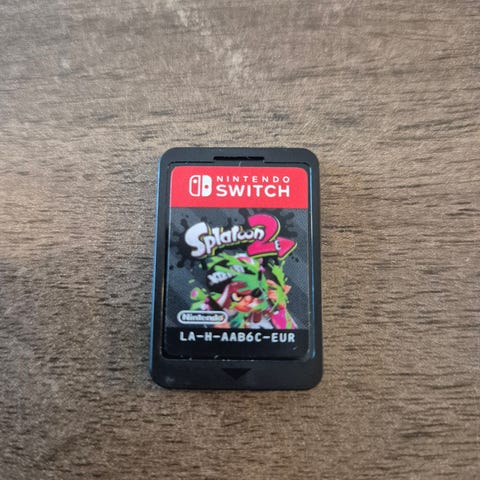 NINTENDO
SWITCH
Splatoon 2
Nintendo
LA-H-AAB6C-EUR